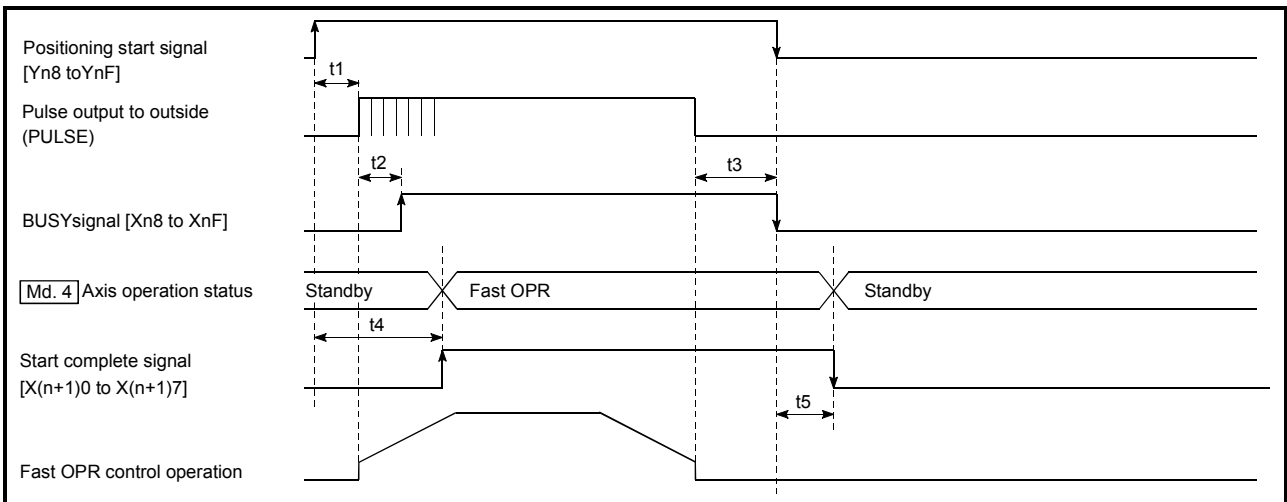 Positioning start signal
[Yn8 toYnF]
t1
Pulse output to outside
(PULSE)
t2
t3
BUSYsignal [Xn8 to XnF]
Md. 4 Axis operation status
Standby
Fast OPR
Standby
t4
Start complete signal
[X(n+1)0 to X(n+1)7]
t5
Fast OPR control operation